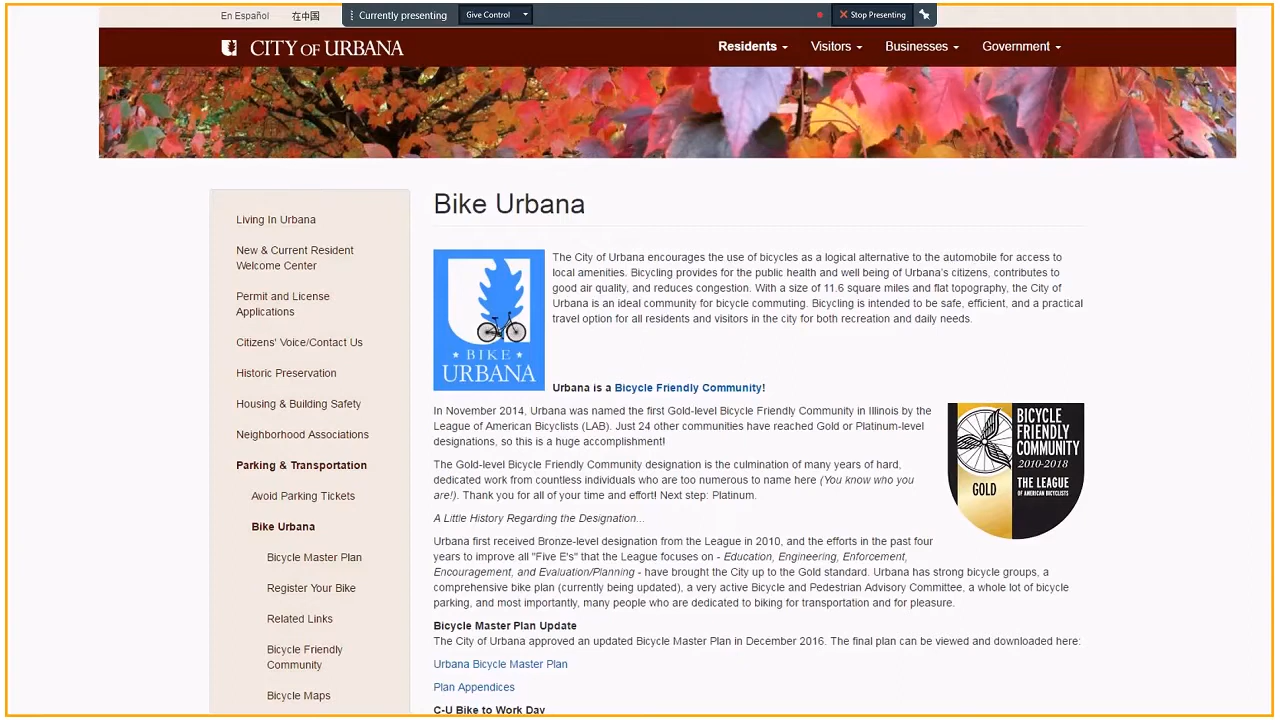 En Español
在中国
Currently presenting
Give Control
Stop Presenting
CITY OF URBANA
Residents
Visitors
Businesses
Government
Living In Urbana
New & Current Resident
Welcome Center
Permit and License
Applications
Citizens' Voice/Contact Us
Historic Preservation
Housing & Building Safety
Neighborhood Associations
Parking & Transportation
Avoid Parking Tickets
Bike Urbana
Bicycle Master Plan
Register Your Bike
Related Links
Bicycle Friendly
Community
Bicycle Maps
Bike Urbana
BIKE
URBANA
The City of Urbana encourages the use of bicycles as a logical alternative to the automobile for access to
local amenities. Bicycling provides for the public health and well being of Urbana's citizens, contributes to
good air quality, and reduces congestion. With a size of 11.6 square miles and flat topography, the City of
Urbana is an ideal community for bicycle commuting. Bicycling is intended to be safe, efficient, and a practical
travel option for all residents and visitors in the city for both recreation and daily needs.
Urbana is a Bicycle Friendly Community!
In November 2014, Urbana was named the first Gold-level Bicycle Friendly Community in Illinois by the
League of American Bicyclists (LAB). Just 24 other communities have reached Gold or Platinum-level
designations, so this is a huge accomplishment!
The Gold-level Bicycle Friendly Community designation is the culmination of many years of hard,
dedicated work from countless individuals who are too numerous to name here (You know who you
are!). Thank you for all of your time and effort! Next step: Platinum.
A Little History Regarding the Designation...
BICYCLE
FRIENDLY
COMMUNITY
2010-2018
GOLD
THE LEAGUE
OF AMERICAN BICYCLISTS
Urbana first received Bronze-level designation from the League in 2010, and the efforts in the past four
years to improve all "Five E's" that the League focuses on - Education, Engineering, Enforcement,
Encouragement, and Evaluation/Planning - have brought the City up to the Gold standard. Urbana has strong bicycle groups, a
comprehensive bike plan (currently being updated), a very active Bicycle and Pedestrian Advisory Committee, a whole lot of bicycle
parking, and most importantly, many people who are dedicated to biking for transportation and for pleasure.
Bicycle Master Plan Update
The City of Urbana approved an updated Bicycle Master Plan in December 2016. The final plan can be viewed and downloaded here:
Urbana Bicycle Master Plan
Plan Appendices
C-U Bike to Work Day